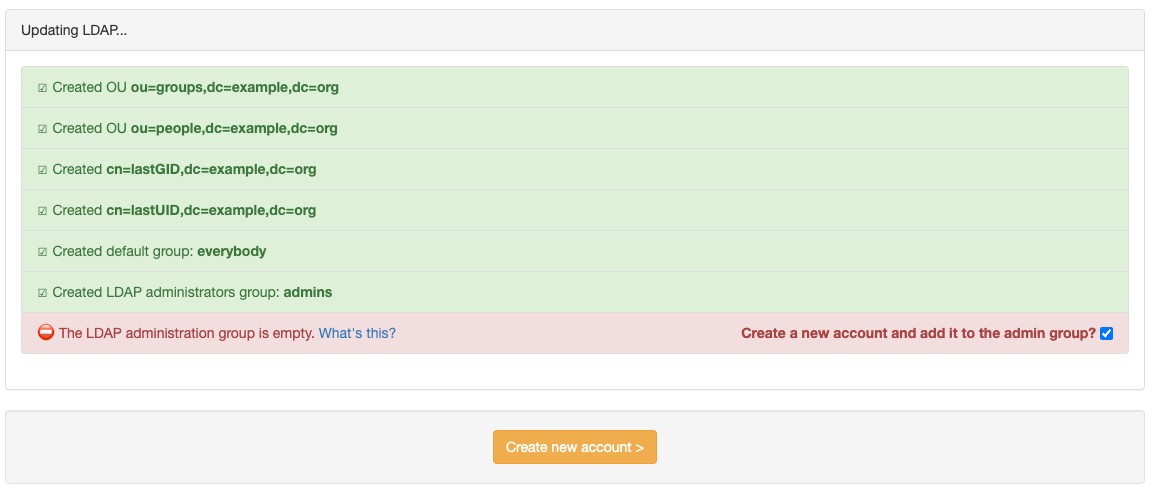 Updating LDAP...
☑ Created OU ou=groups,dc=example,dc=org
☑ Created OU ou=people,dc=example,dc=org
☑ Created cn=lastGID,dc=example,dc=org
☑ Created cn=lastUID,dc=example,dc=org
☑ Created default group: everybody
☑ Created LDAP administrators group: admins
⛔ The LDAP administration group is empty. What's this? Create a new account and add it to the admin group?
Create new account >